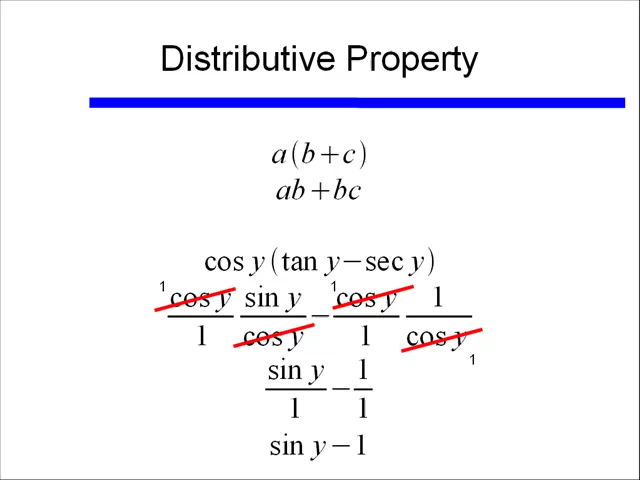 Distributive Property
a(b+c)
ab+bc
cos y(tan y−sec y)
1 cos y/1 sin y/cos y − 1 cos y/1 1/cos y 1
sin y/1 − 1/1
sin y−1